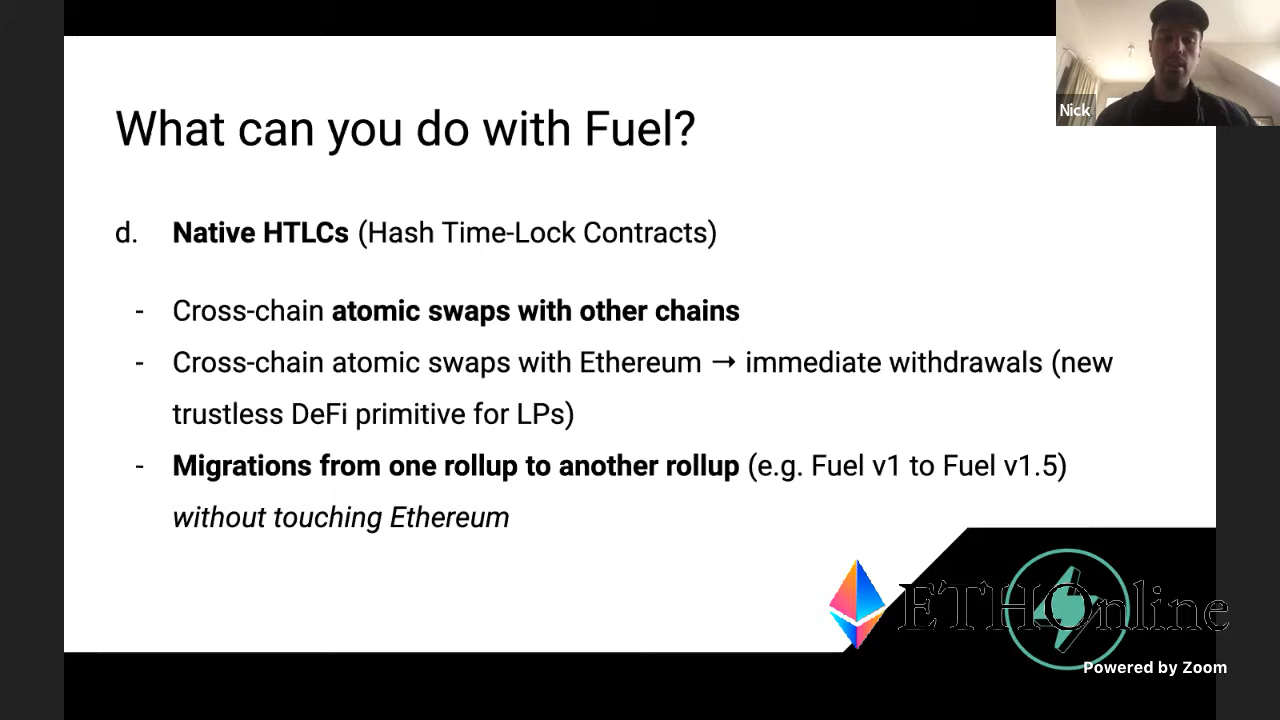 Nick
What can you do with Fuel?
d. Native HTLCs (Hash Time-Lock Contracts)
- Cross-chain atomic swaps with other chains
- Cross-chain atomic swaps with Ethereum → immediate withdrawals (new
trustless DeFi primitive for LPs)
- Migrations from one rollup to another rollup (e.g. Fuel v1 to Fuel v1.5)
without touching Ethereum
ETHOnline
Powered by Zoom